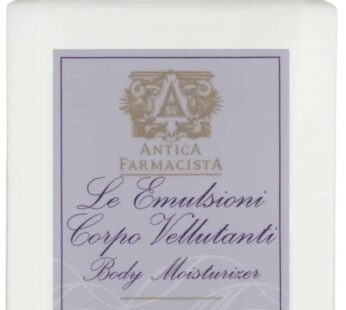 A
ANTICA
FARMACISTA
Le Emulsioni
Corpo Vellutanti
Body Moisturizer